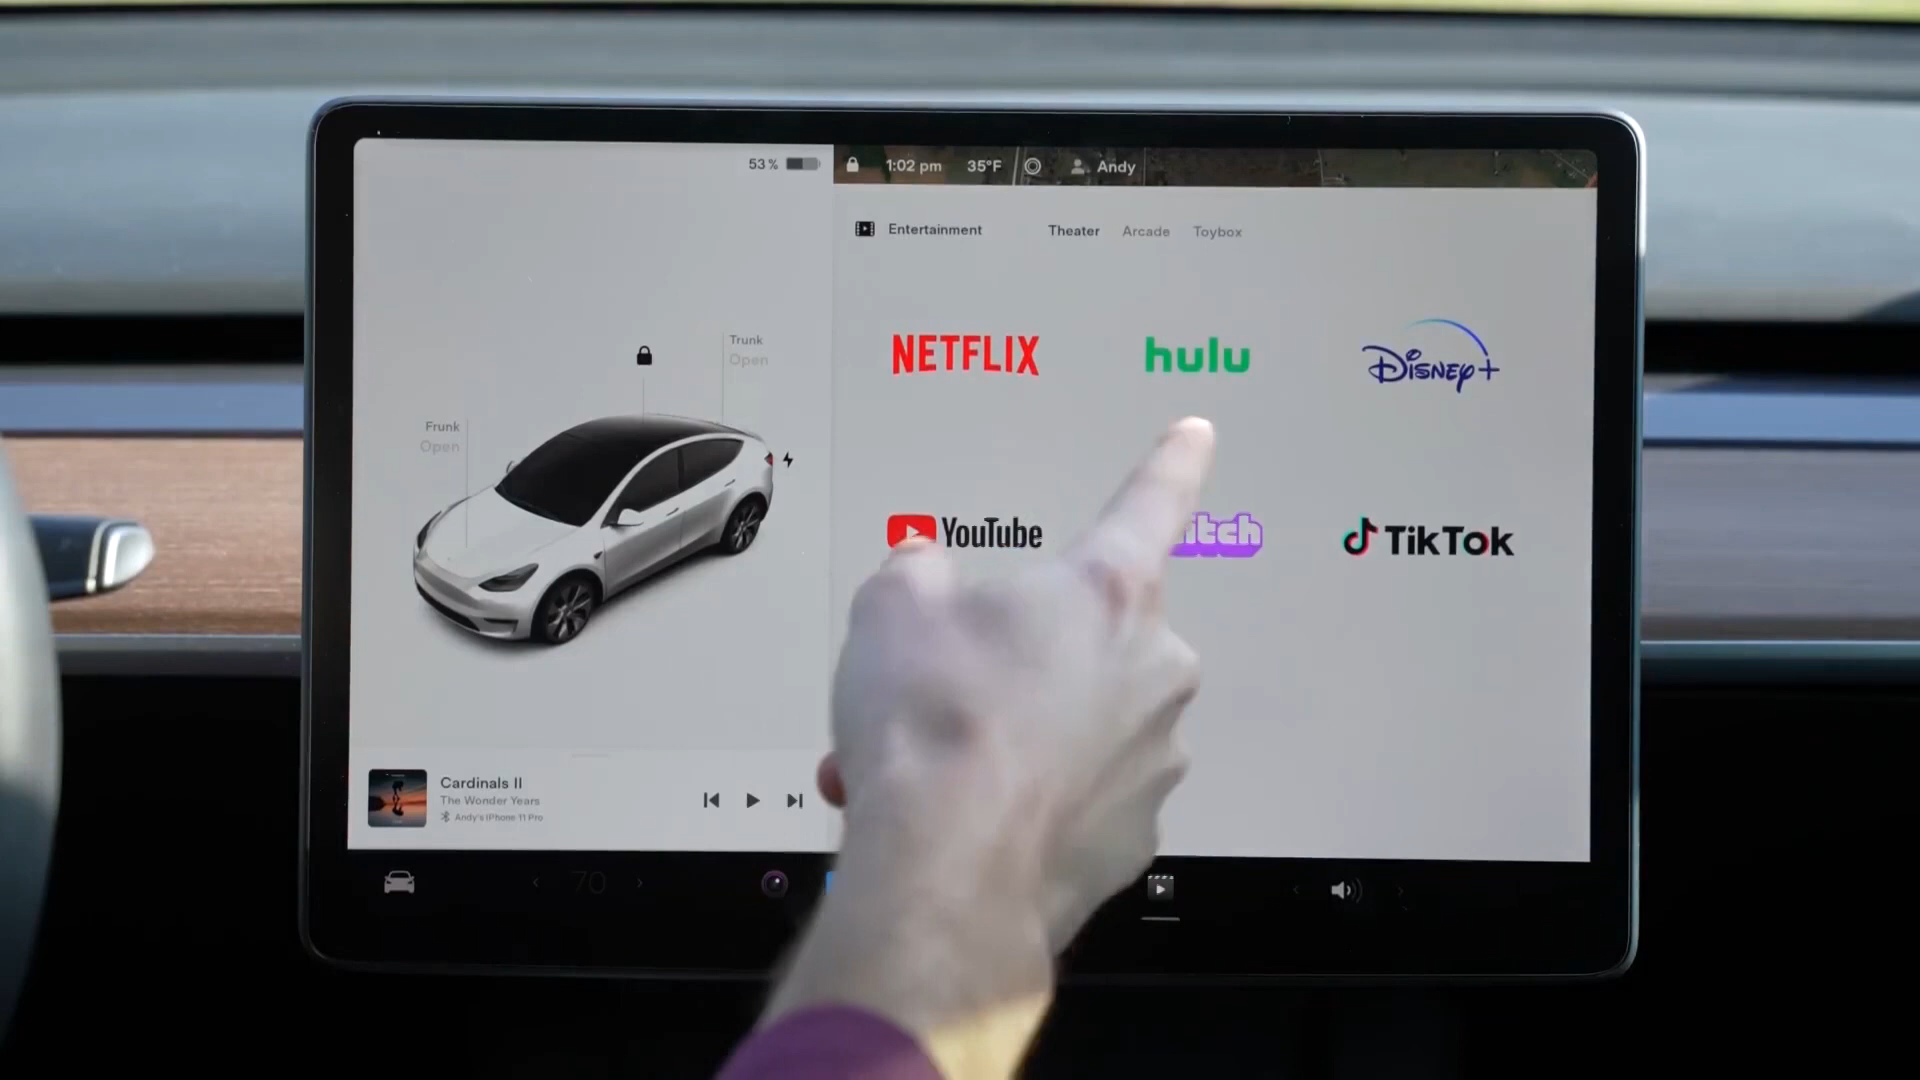 53 %
1:02 pm 35°F Andy
Entertainment Theater Arcade Toybox
NETFLIX hulu Disney+
YouTube TikTok
Trunk
Open
Frunk
Open
Cardinals II
The Wonder Years
Andy's iPhone 11 Pro
70